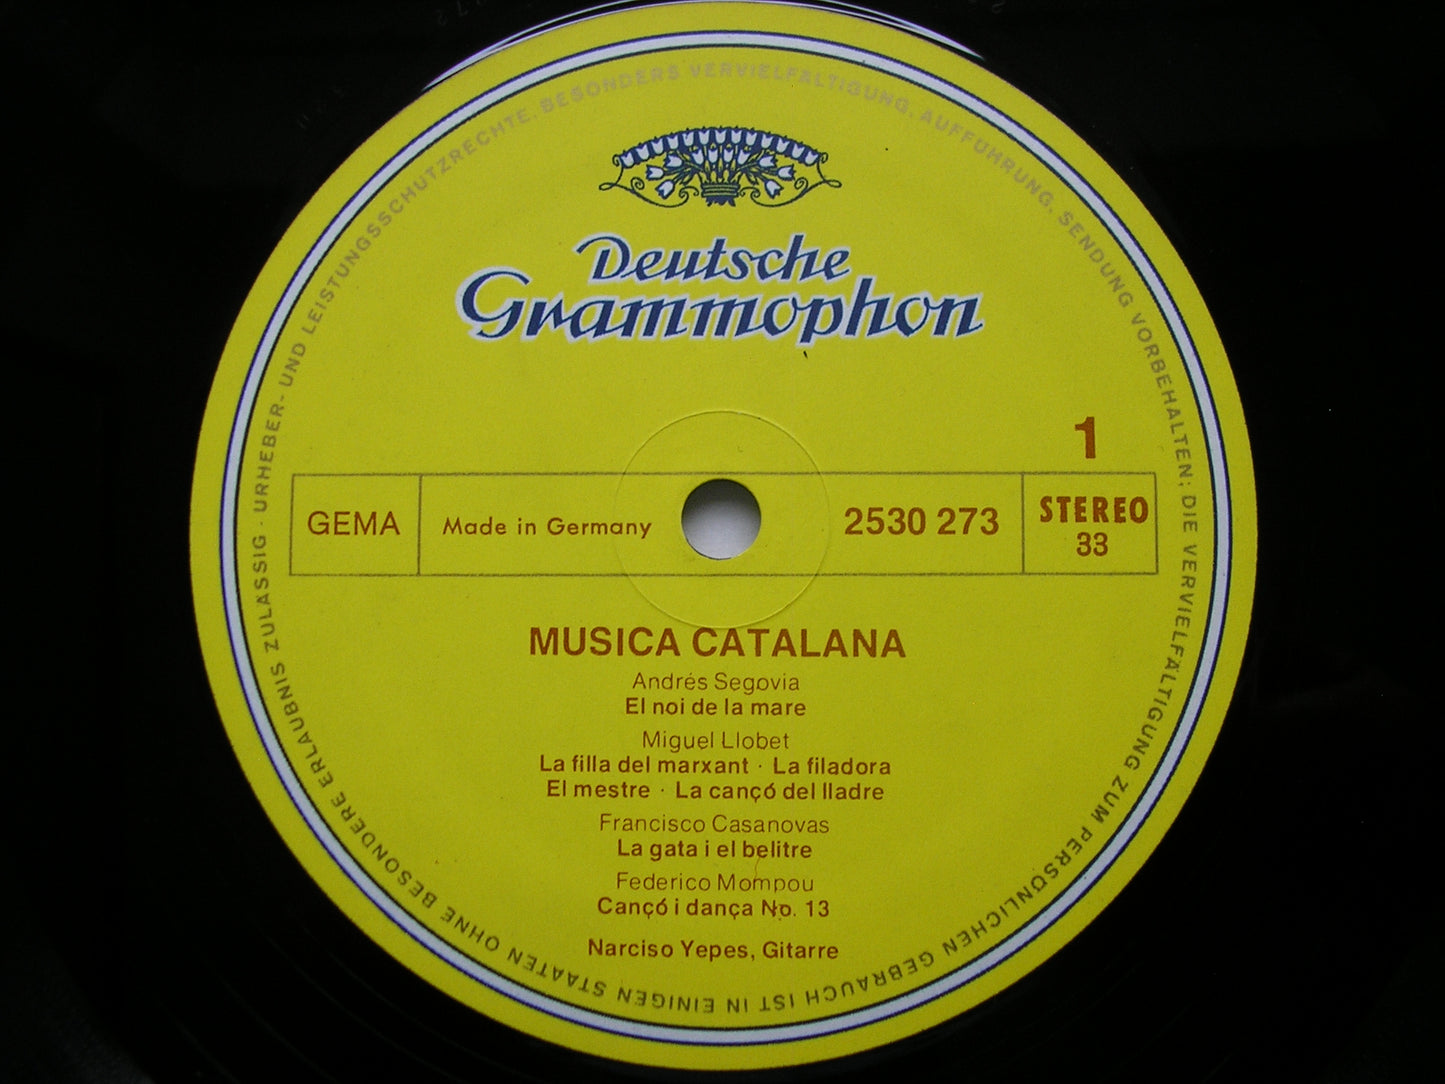 URHEBER- UND LEISTUNGSSCHUTZRECHTE, BESONDERS VERVIELFÄLTIGUNG, AUFFÜHRUNG, SENDUNG VORBEHALTEN; DIE VERVIELFÄLTIGUNG ZUM PERSÖNLICHEN GEBRAUCH IST IN EINIGEN STAATEN OHNE BESONDERE ERLAUBNIS ZULÄSSIG ·
Deutsche
Grammophon
1
GEMA
Made in Germany
2530 273
STEREO
33
MUSICA CATALANA
Andrés Segovia
El noi de la mare
Miguel Llobet
La filla del marxant · La filadora
El mestre · La cançó del lladre
Francisco Casanovas
La gata i el belitre
Federico Mompou
Cançó i dança No. 13
Narciso Yepes, Gitarre